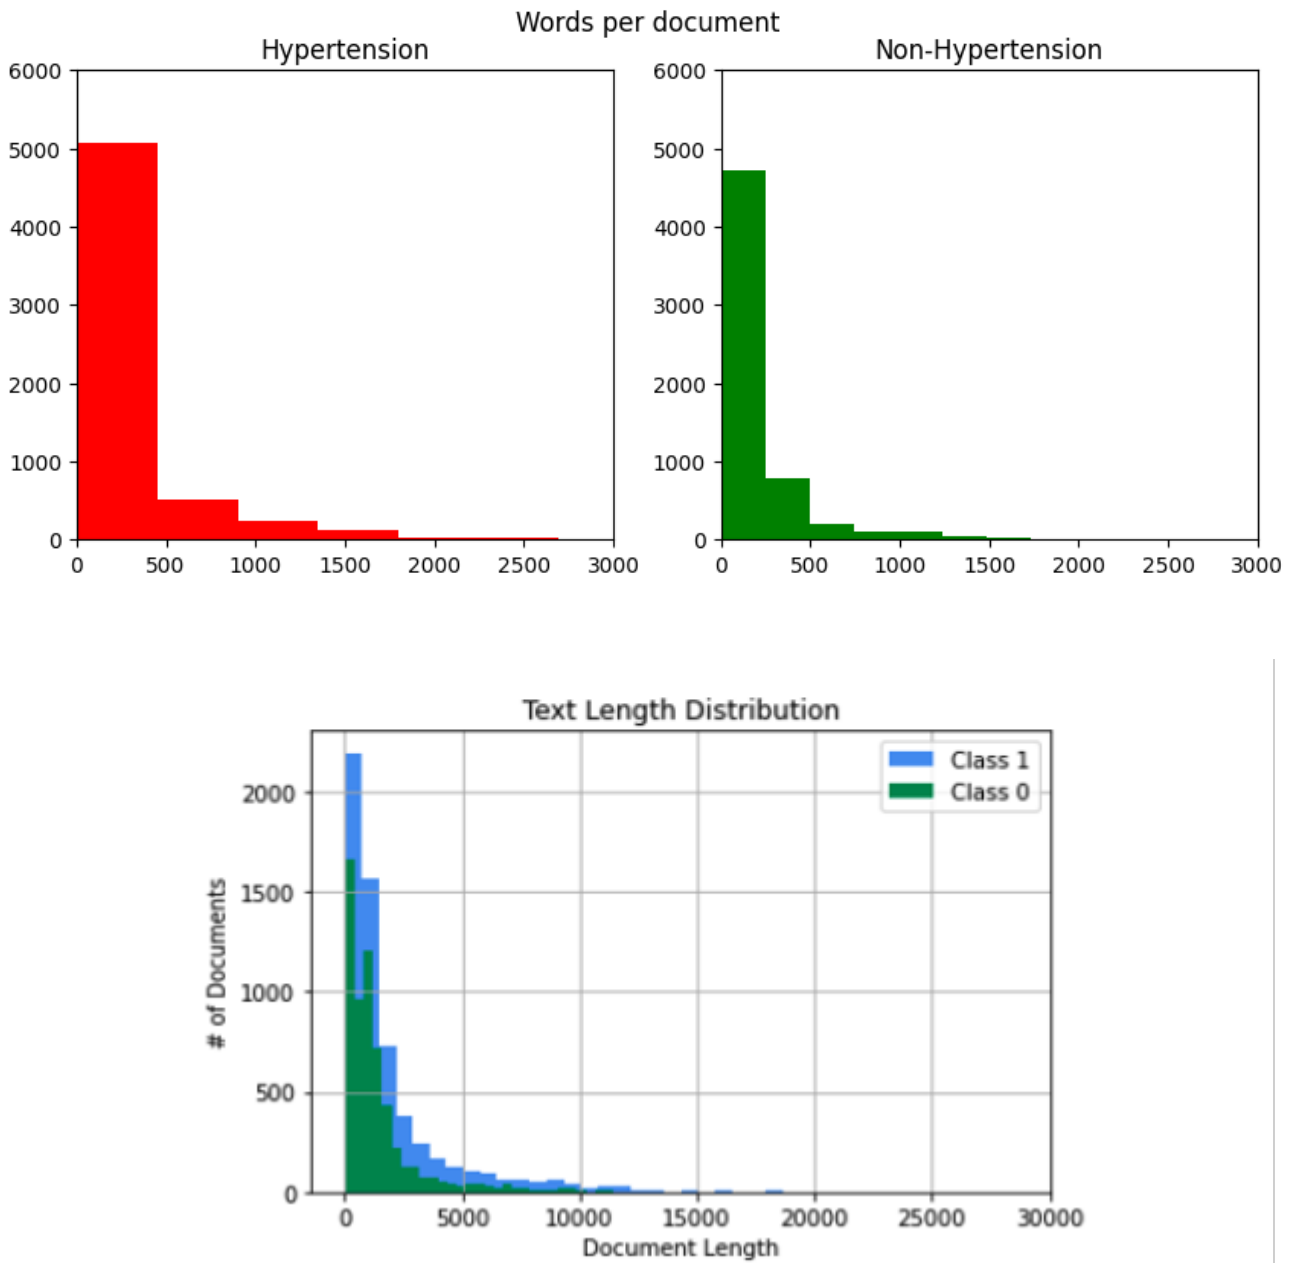 Words per document
Hypertension
Non-Hypertension
6000
5000
4000
3000
2000
1000
0
0 500 1000 1500 2000 2500 3000
6000
5000
4000
3000
2000
1000
0
0 500 1000 1500 2000 2500 3000
Text Length Distribution
Class 1
Class 0
# of Documents
2000
1500
1000
500
0
0 5000 10000 15000 20000 25000 30000
Document Length